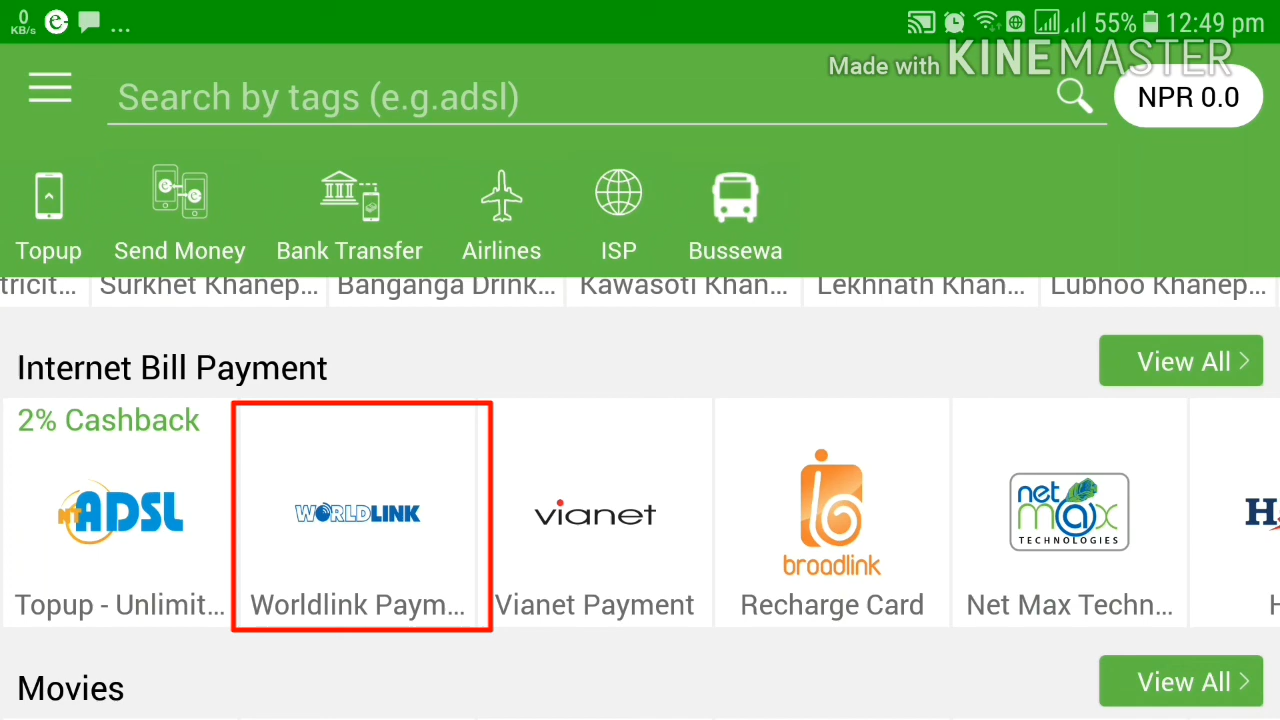 0
KB/s
...
55%
12:49 pm
Made with KINEMASTER
Search by tags (e.g.adsl)
NPR 0.0
Topup
Send Money
Bank Transfer
Airlines
ISP
Bussewa
tricit...
Surkhet Khanep...
Banganga Drink...
Kawasoti Khan...
Lekhnath Khan...
Lubhoo Khanep...
Internet Bill Payment
View All
2% Cashback
NT ADSL
WORLDLINK
vianet
broadlink
net max
TECHNOLOGIES
H
Topup - Unlimit...
Worldlink Paym...
Vianet Payment
Recharge Card
Net Max Techn...
H
Movies
View All